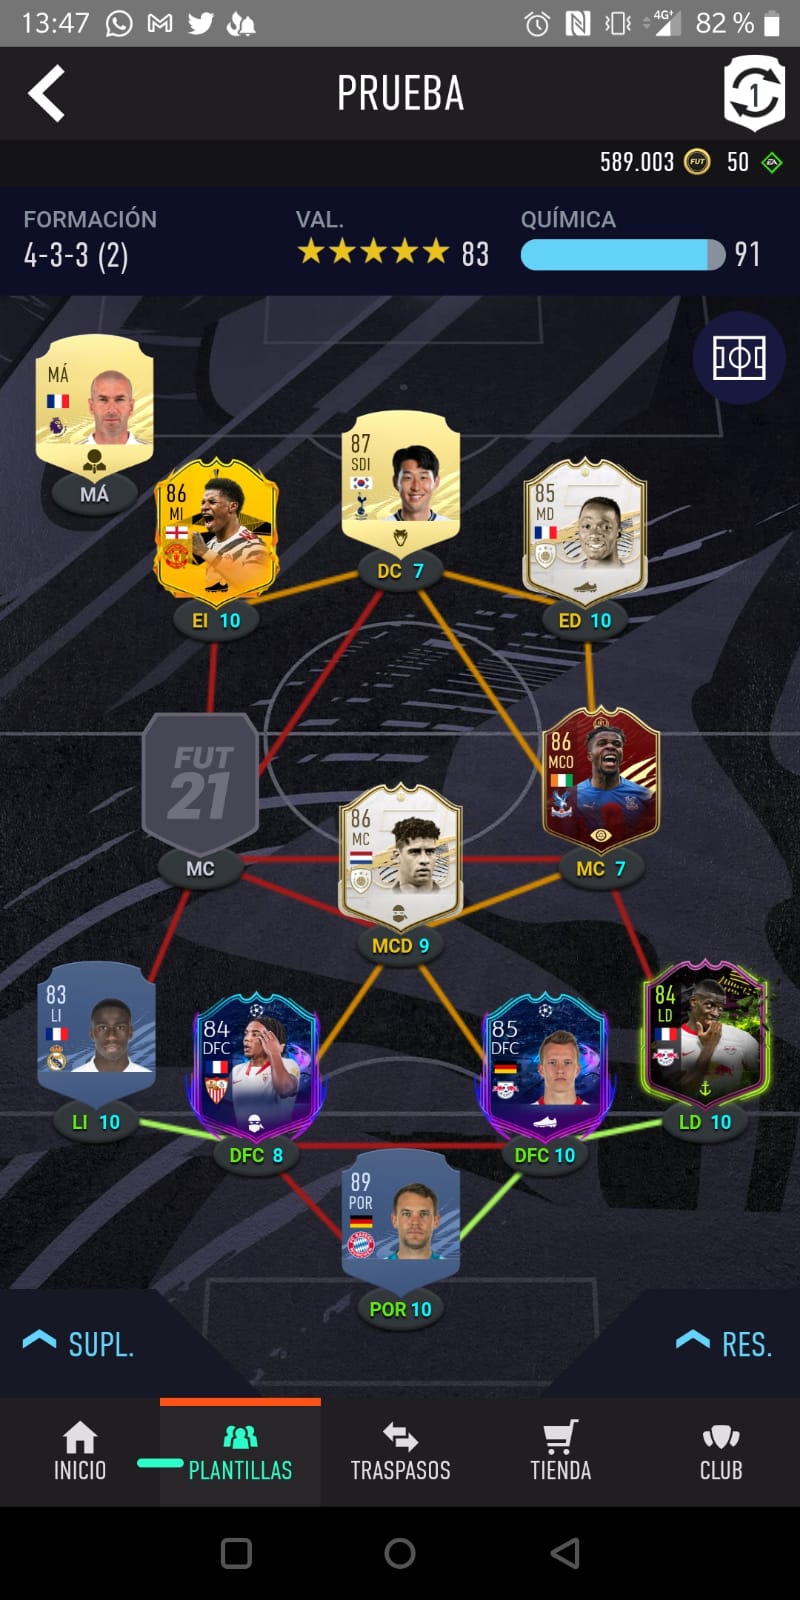 13:47
4G+
82 %
PRUEBA
1
589.003 FUT 50
FORMACIÓN
4-3-3 (2)
VAL.
83
QUÍMICA
91
MÁ
MÁ
87
SDI
DC 7
86
MI
EI 10
85
MD
ED 10
FUT
21
MC
86
MC
MCD 9
86
MCO
MC 7
83
LI
LI 10
84
DFC
DFC 8
85
DFC
DFC 10
84
LD
LD 10
89
POR
POR 10
SUPL.
RES.
INICIO
PLANTILLAS
TRASPASOS
TIENDA
CLUB